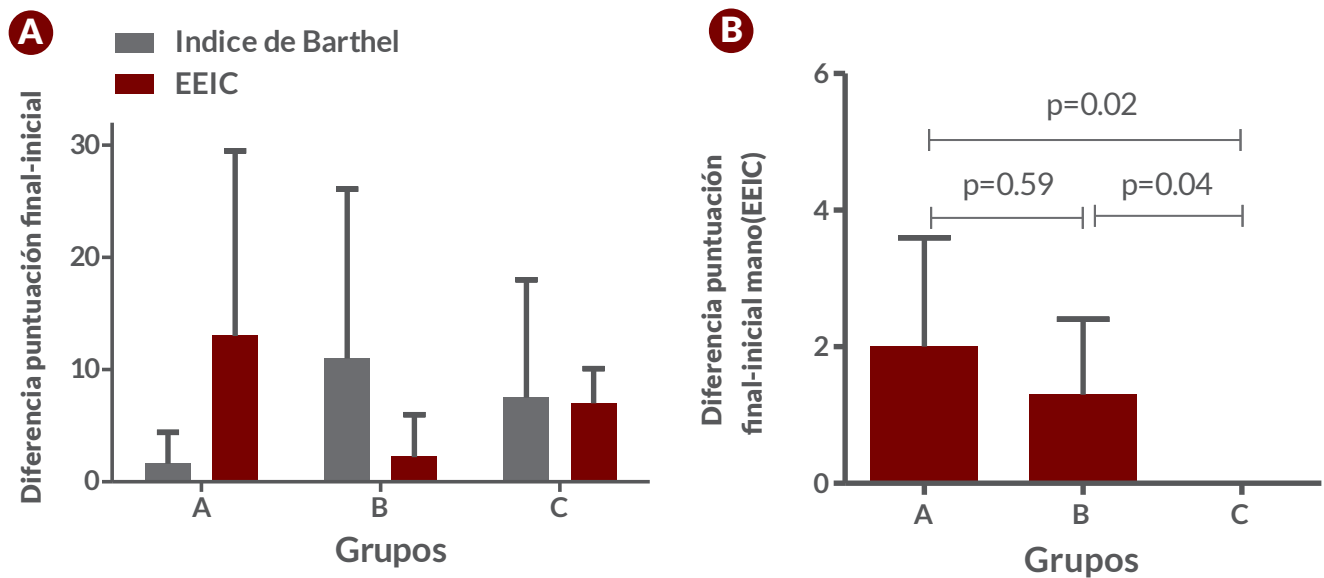 A
Indice de Barthel
EEIC
Diferencia puntuación final-inicial
30
20
10
0
A
B
C
Grupos
B
Diferencia puntuación
final-inicial mano(EEIC)
6
4
2
0
p=0.02
p=0.59
p=0.04
A
B
C
Grupos